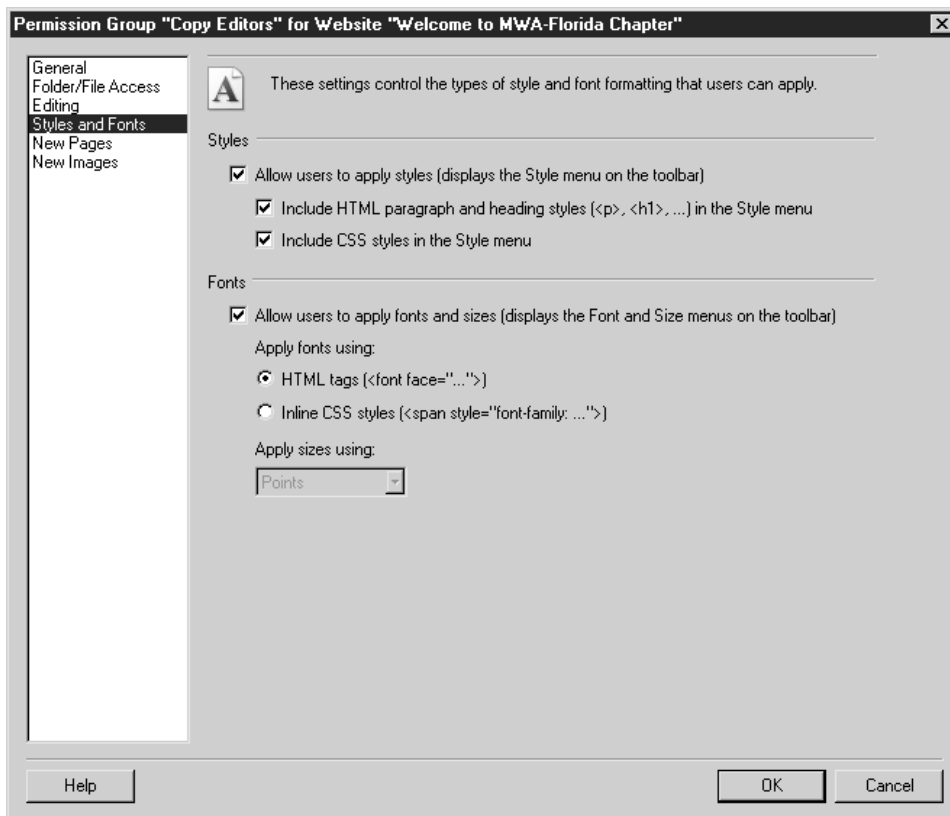 Permission Group "Copy Editors" for Website "Welcome to MWA-Florida Chapter"
General
Folder/File Access
Editing
Styles and Fonts
New Pages
New Images
A
These settings control the types of style and font formatting that users can apply.
Styles
Allow users to apply styles (displays the Style menu on the toolbar)
Include HTML paragraph and heading styles (<p>, <h1>, ...) in the Style menu
Include CSS styles in the Style menu
Fonts
Allow users to apply fonts and sizes (displays the Font and Size menus on the toolbar)
Apply fonts using:
HTML tags (<font face="...">)
Inline CSS styles (<span style="font-family: ...">)
Apply sizes using:
Points
Help
OK
Cancel